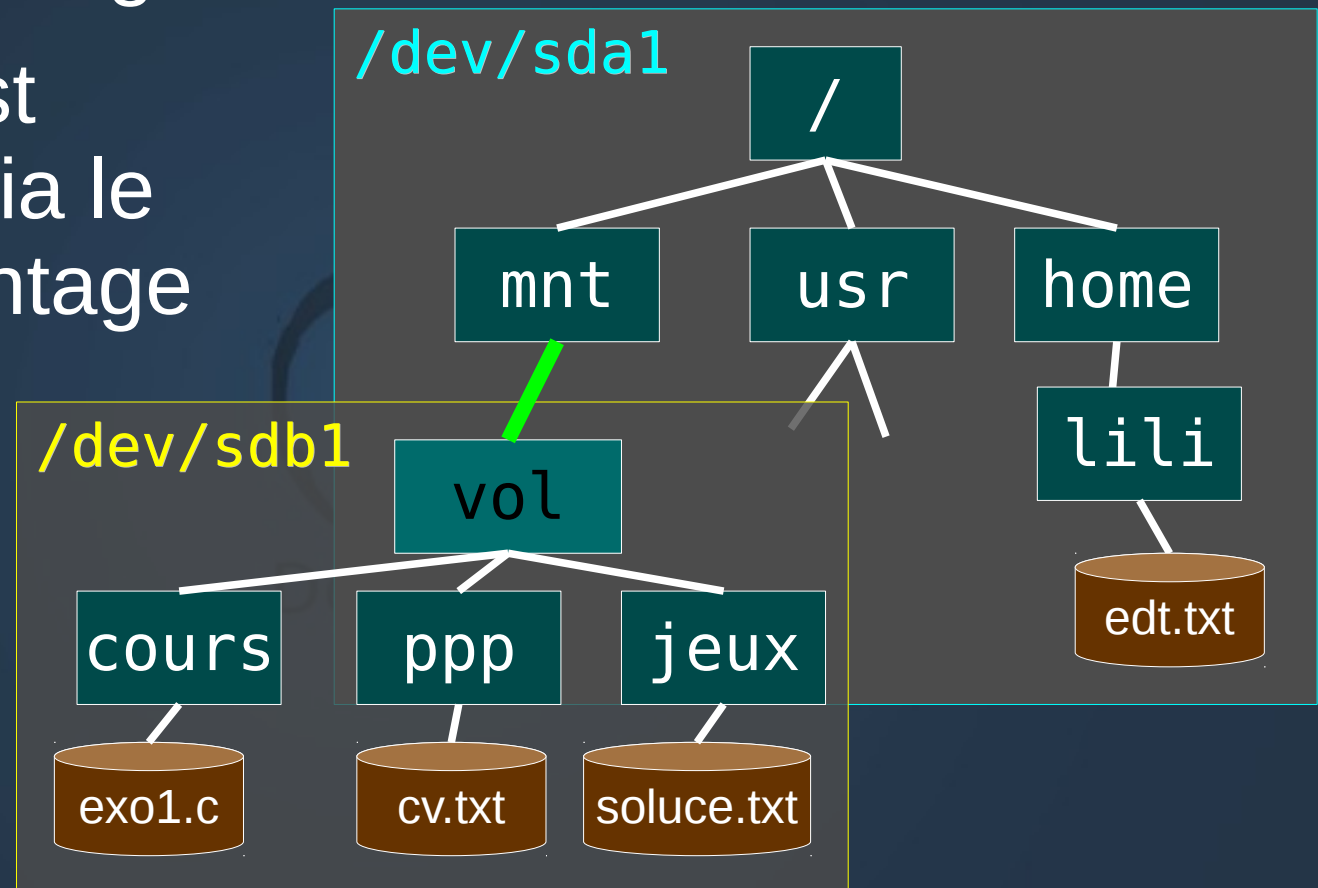 g
st
ia le
ntage
/dev/sda1
/
mnt usr home
lili
edt.txt
/dev/sdb1
vol
cours ppp jeux
exo1.c cv.txt soluce.txt